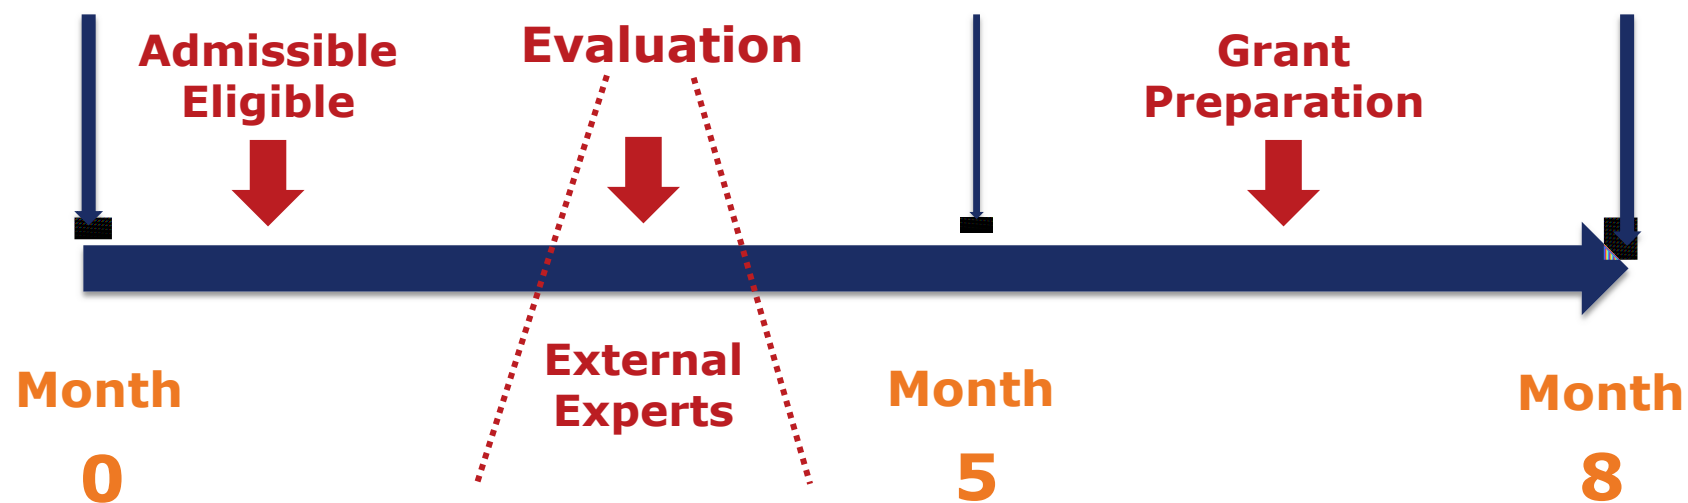 Admissible
Eligible
Evaluation
Grant
Preparation
External
Experts
Month
0
Month
5
Month
8